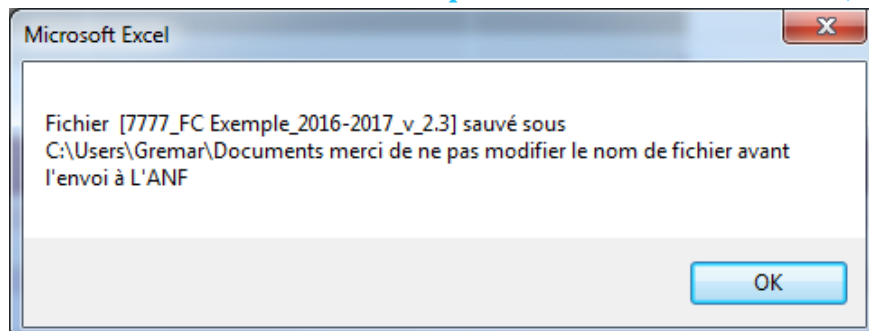 Microsoft Excel
Fichier [7777_FC Exemple_2016-2017_v_2.3] sauvé sous
C:\Users\Gremar\Documents merci de ne pas modifier le nom de fichier avant
l'envoi à L'ANF
OK